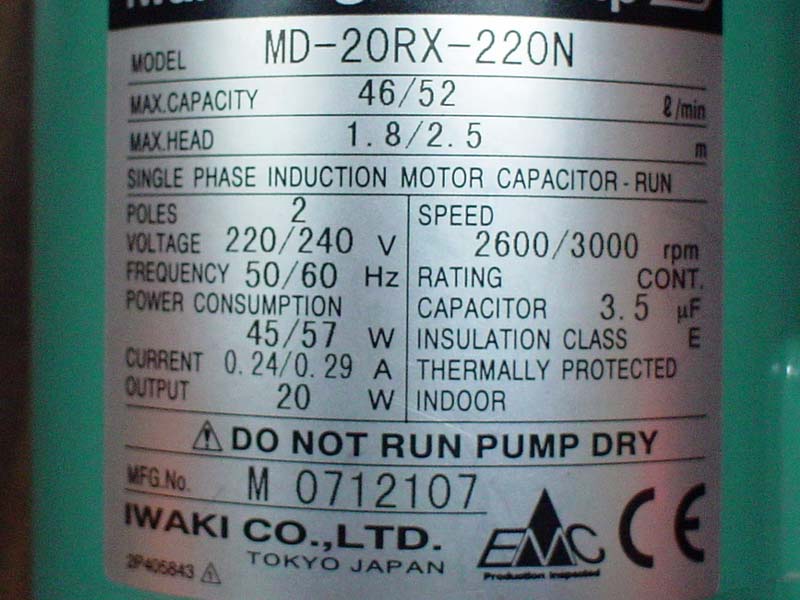 MODEL MD-20RX-220N
MAX.CAPACITY 46/52 ℓ/min
MAX.HEAD 1.8/2.5 m
SINGLE PHASE INDUCTION MOTOR CAPACITOR-RUN
POLES 2
VOLTAGE 220/240 V
FREQUENCY 50/60 Hz
POWER CONSUMPTION
45/57 W
CURRENT 0.24/0.29 A
OUTPUT 20 W
SPEED
2600/3000 rpm
RATING CONT.
CAPACITOR 3.5 µF
INSULATION CLASS E
THERMALLY PROTECTED
INDOOR
⚠ DO NOT RUN PUMP DRY
MFG.No. M 0712107
IWAKI CO.,LTD.
TOKYO JAPAN
2P405843 ⚠
EMC
Production Inspected
CE